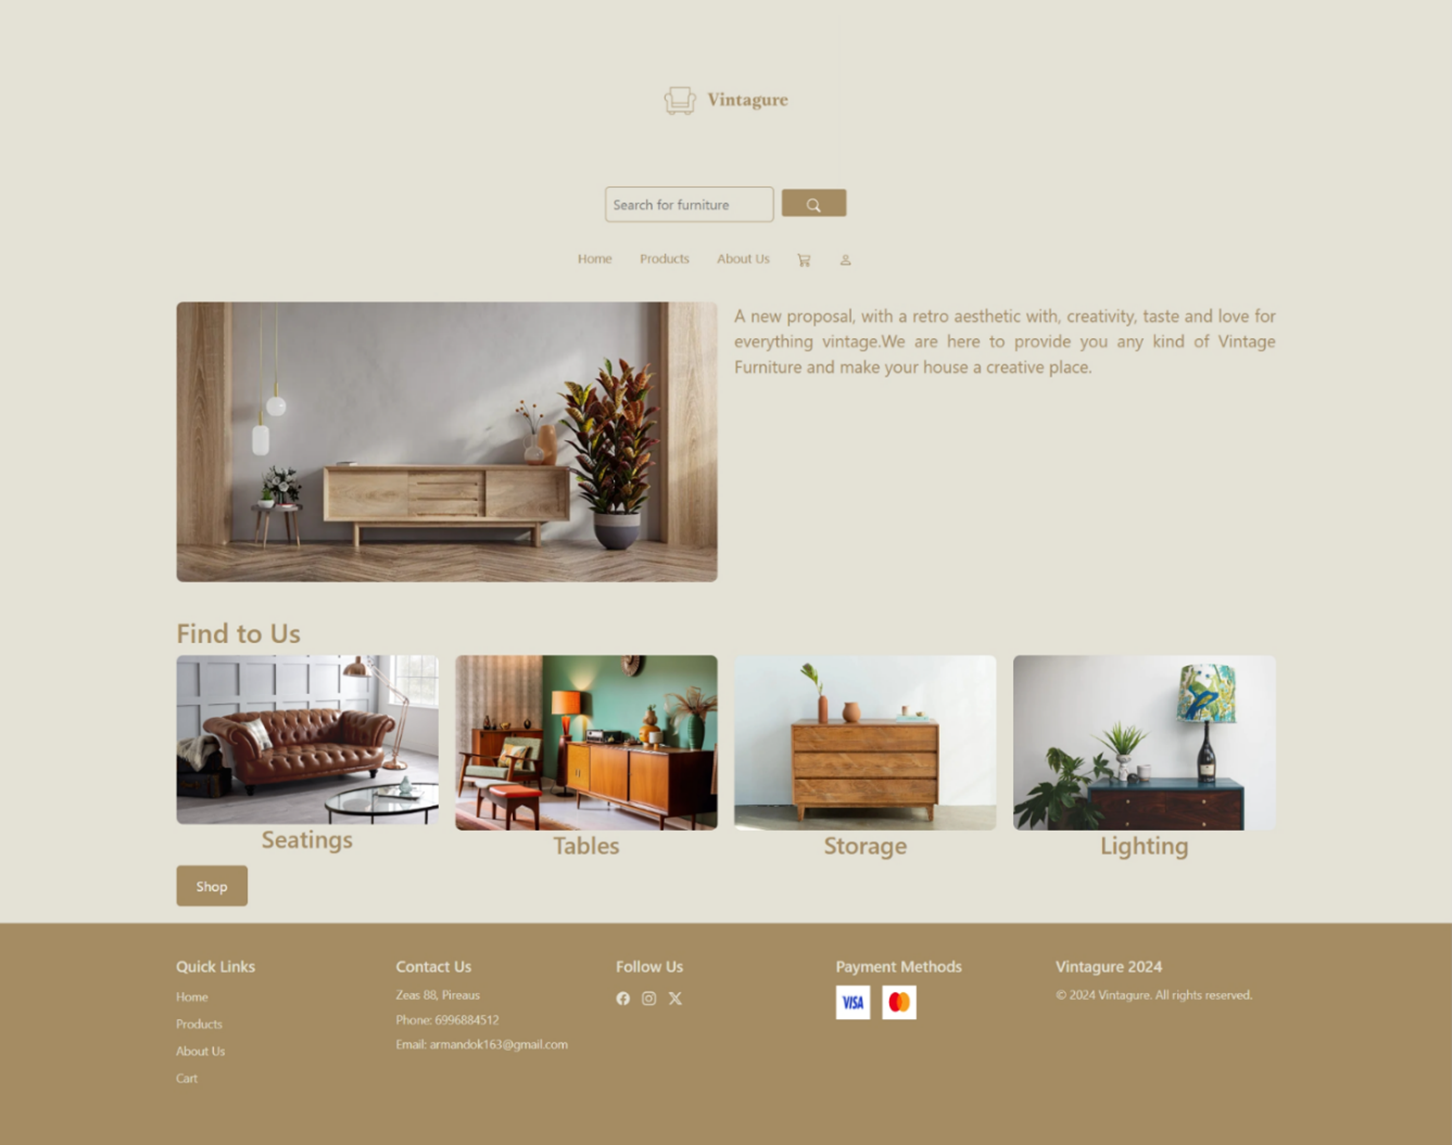 Vintagure
Search for furniture
Home Products About Us
A new proposal, with a retro aesthetic with, creativity, taste and love for
everything vintage.We are here to provide you any kind of Vintage
Furniture and make your house a creative place.
Find to Us
Seatings
Tables
Storage
Lighting
Shop
Quick Links
Home
Products
About Us
Cart
Contact Us
Zeas 88, Pireaus
Phone: 6996884512
Email: armandok163@gmail.com
Follow Us
Payment Methods
VISA
Vintagure 2024
© 2024 Vintagure. All rights reserved.